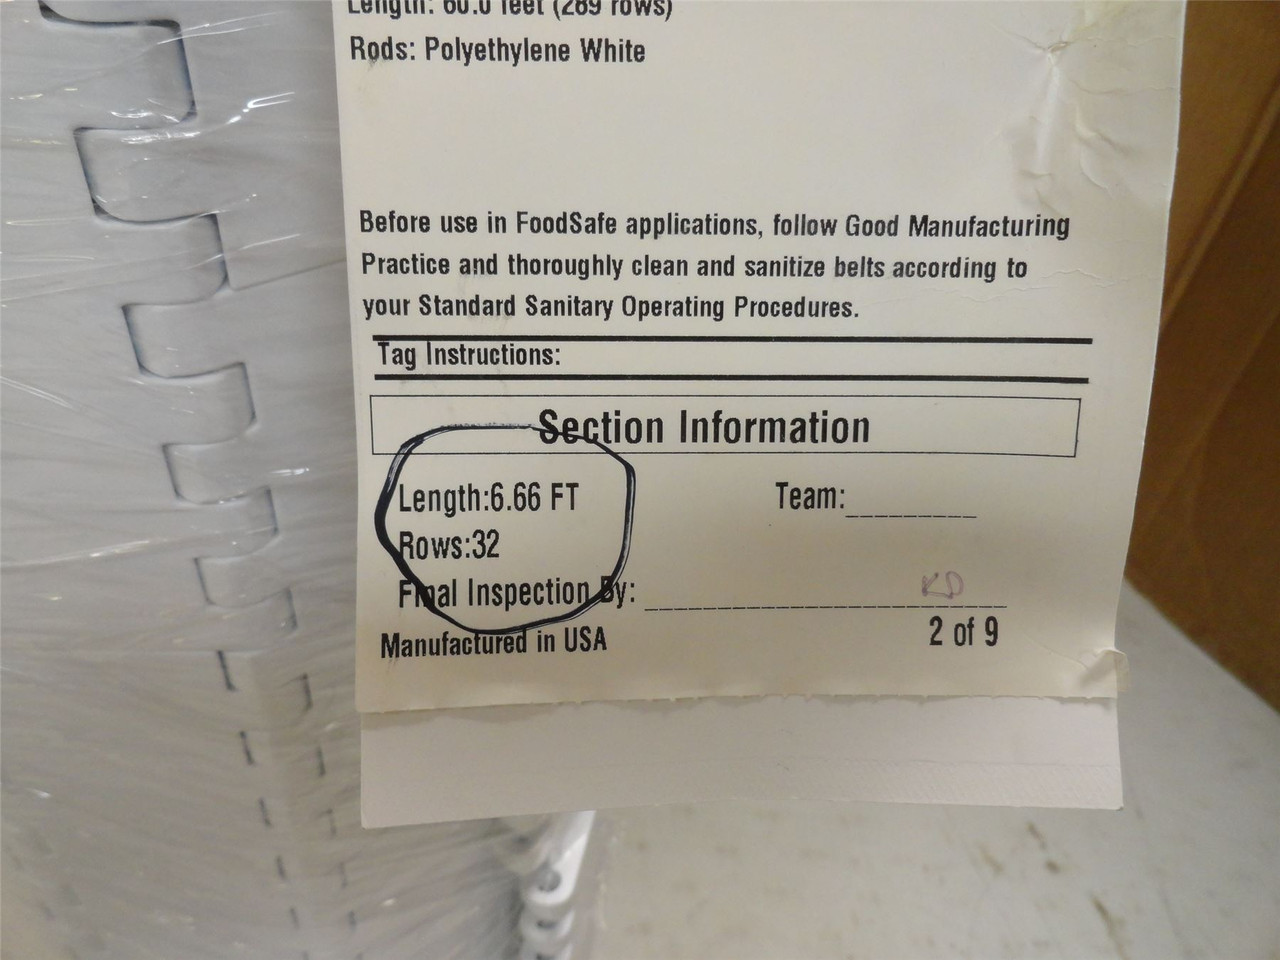 Length: 60.0 feet (289 rows)
Rods: Polyethylene White
Before use in FoodSafe applications, follow Good Manufacturing
Practice and thoroughly clean and sanitize belts according to
your Standard Sanitary Operating Procedures.
Tag Instructions:
Section Information
Length:6.66 FT
Team:
Rows:32
Final Inspection By: KD
Manufactured in USA
2 of 9